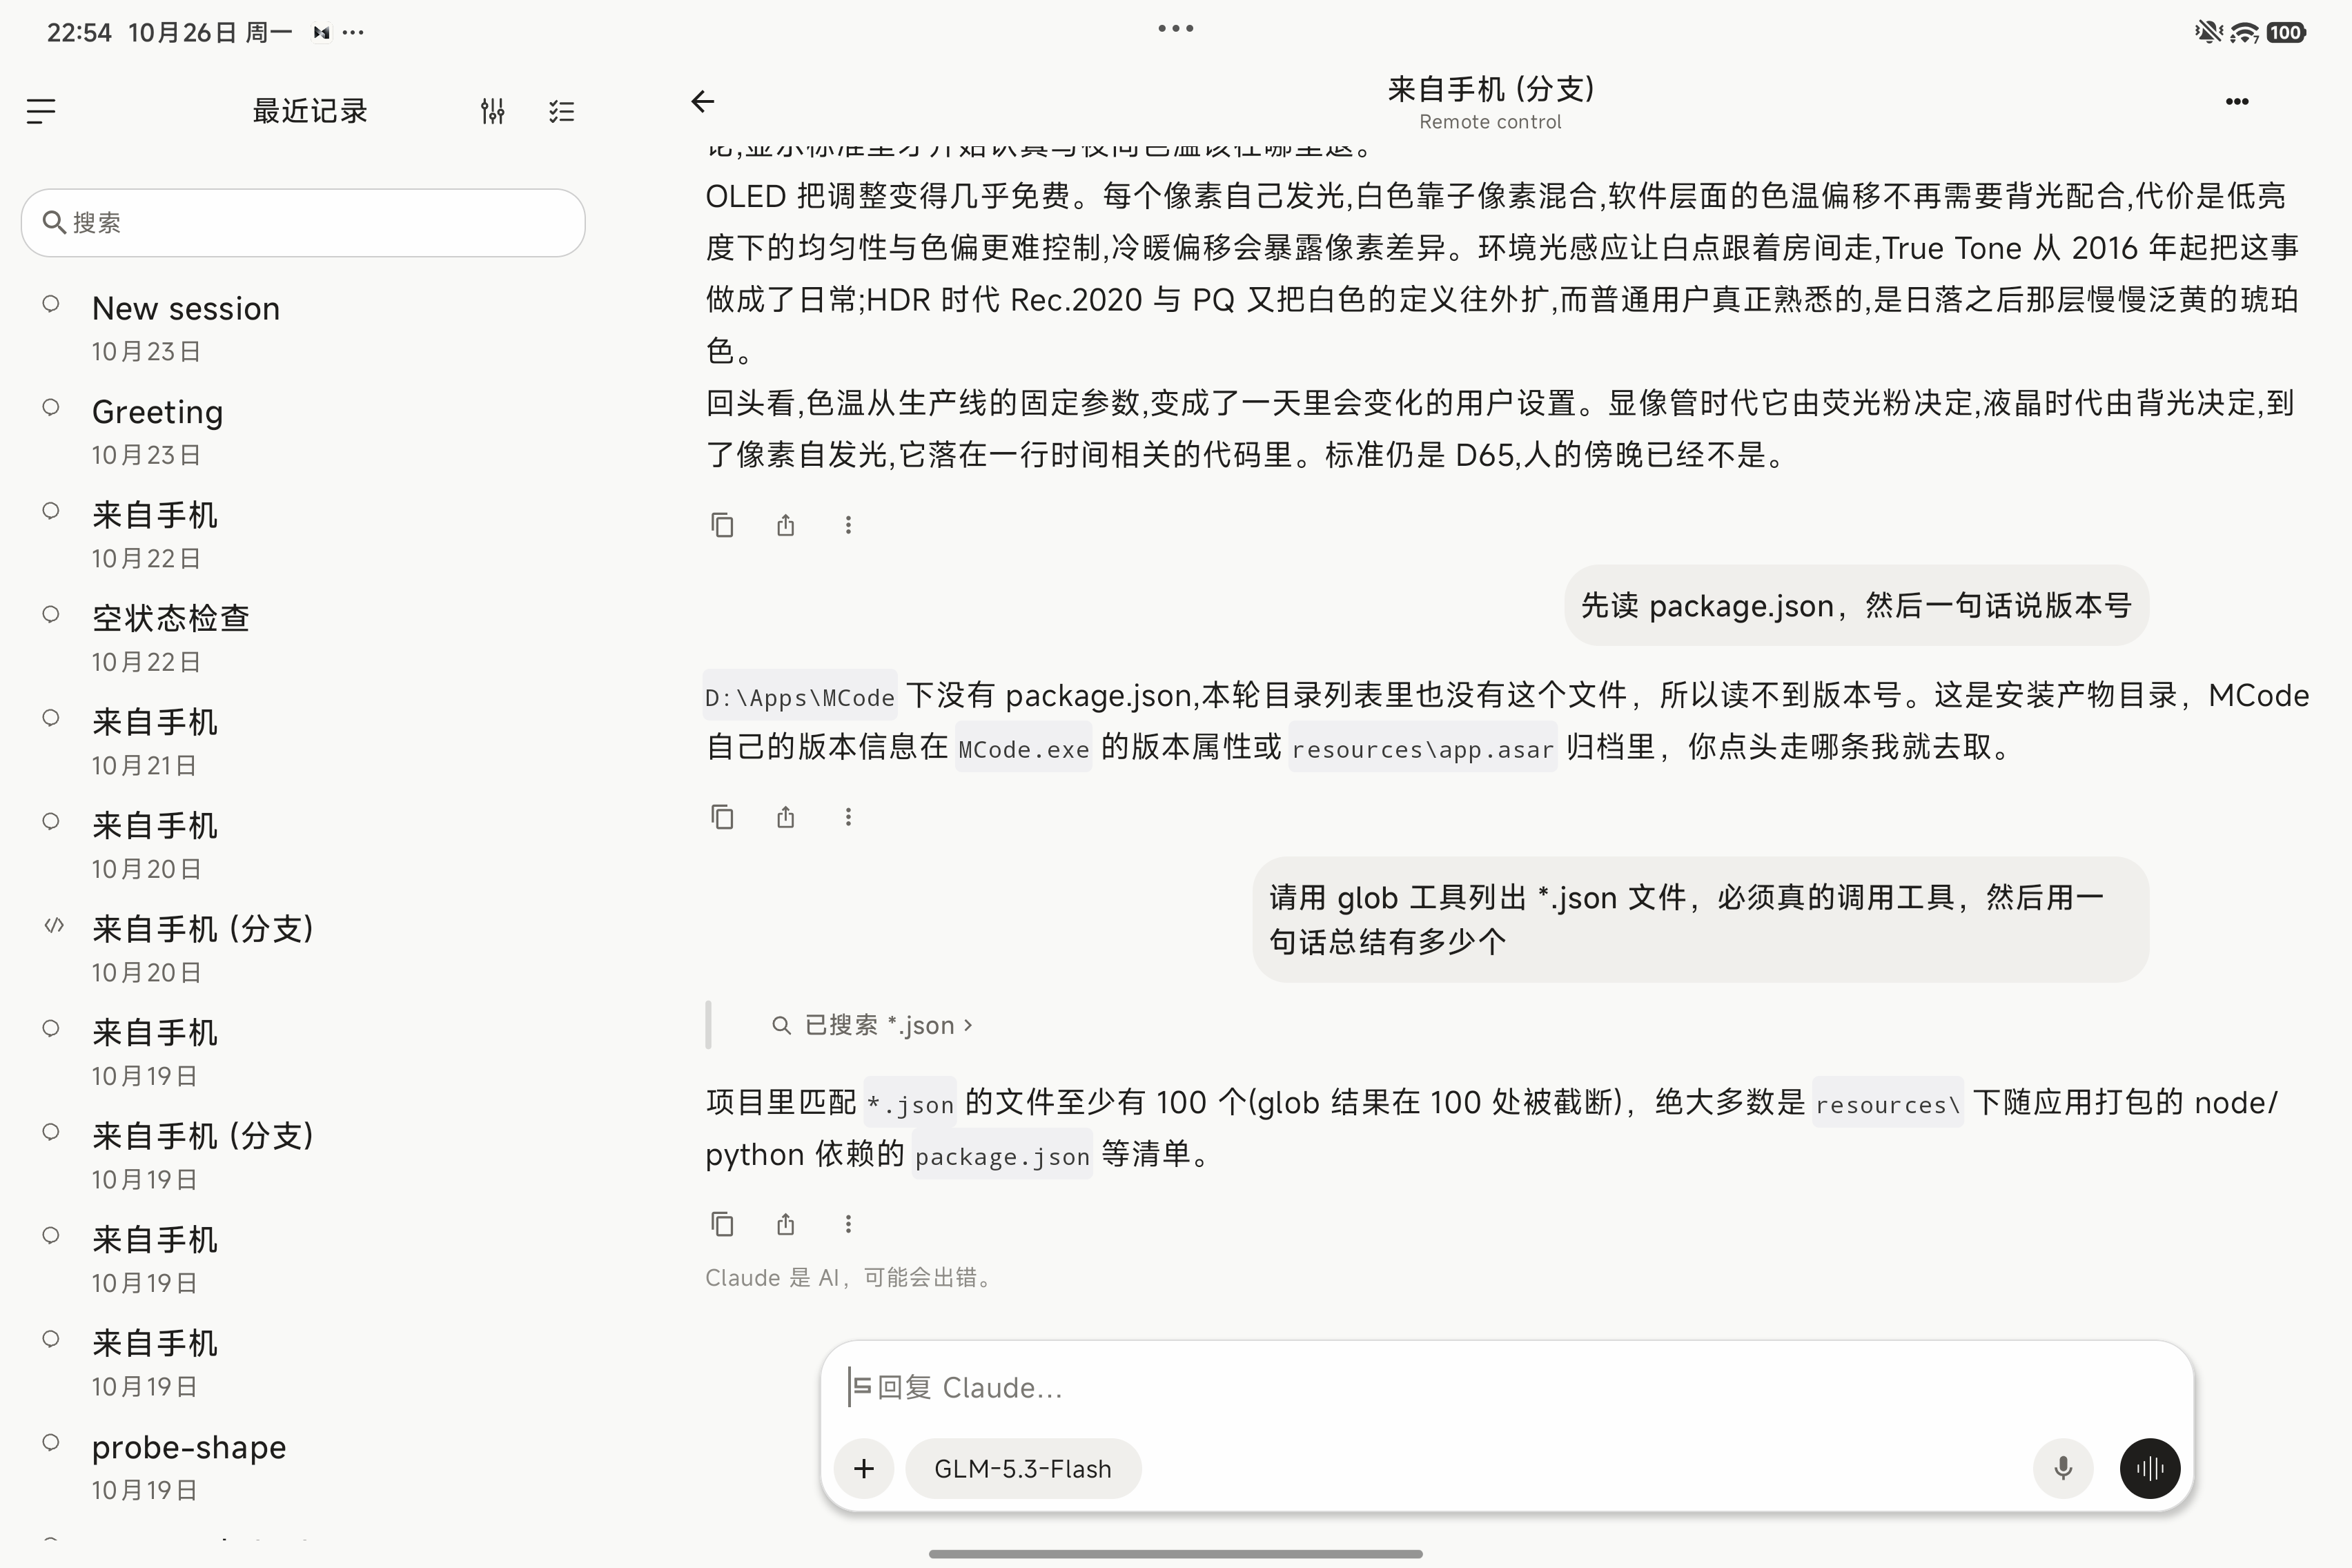 22:54 10月26日 周一
100
最近记录
搜索
New session
10月23日
Greeting
10月23日
来自手机
10月22日
空状态检查
10月22日
来自手机
10月21日
来自手机
10月20日
来自手机 (分支)
10月20日
来自手机
10月19日
来自手机 (分支)
10月19日
来自手机
10月19日
来自手机
10月19日
probe-shape
10月19日
来自手机 (分支)
Remote control
OLED 把调整变得几乎免费。每个像素自己发光,白色靠子像素混合,软件层面的色温偏移不再需要背光配合,代价是低亮
度下的均匀性与色偏更难控制,冷暖偏移会暴露像素差异。环境光感应让白点跟着房间走,True Tone 从 2016 年起把这事
做成了日常;HDR 时代 Rec.2020 与 PQ 又把白色的定义往外扩,而普通用户真正熟悉的,是日落之后那层慢慢泛黄的琥珀
色。
回头看,色温从生产线的固定参数,变成了一天里会变化的用户设置。显像管时代它由荧光粉决定,液晶时代由背光决定,到
了像素自发光,它落在一行时间相关的代码里。标准仍是 D65,人的傍晚已经不是。
先读 package.json，然后一句话说版本号
D:\Apps\MCode 下没有 package.json,本轮目录列表里也没有这个文件，所以读不到版本号。这是安装产物目录，MCode
自己的版本信息在 MCode.exe 的版本属性或 resources\app.asar 归档里，你点头走哪条我就去取。
请用 glob 工具列出 *.json 文件，必须真的调用工具，然后用一
句话总结有多少个
已搜索 *.json
项目里匹配 *.json 的文件至少有 100 个(glob 结果在 100 处被截断)，绝大多数是 resources\ 下随应用打包的 node/
python 依赖的 package.json 等清单。
Claude 是 AI，可能会出错。
回复 Claude…
GLM-5.3-Flash